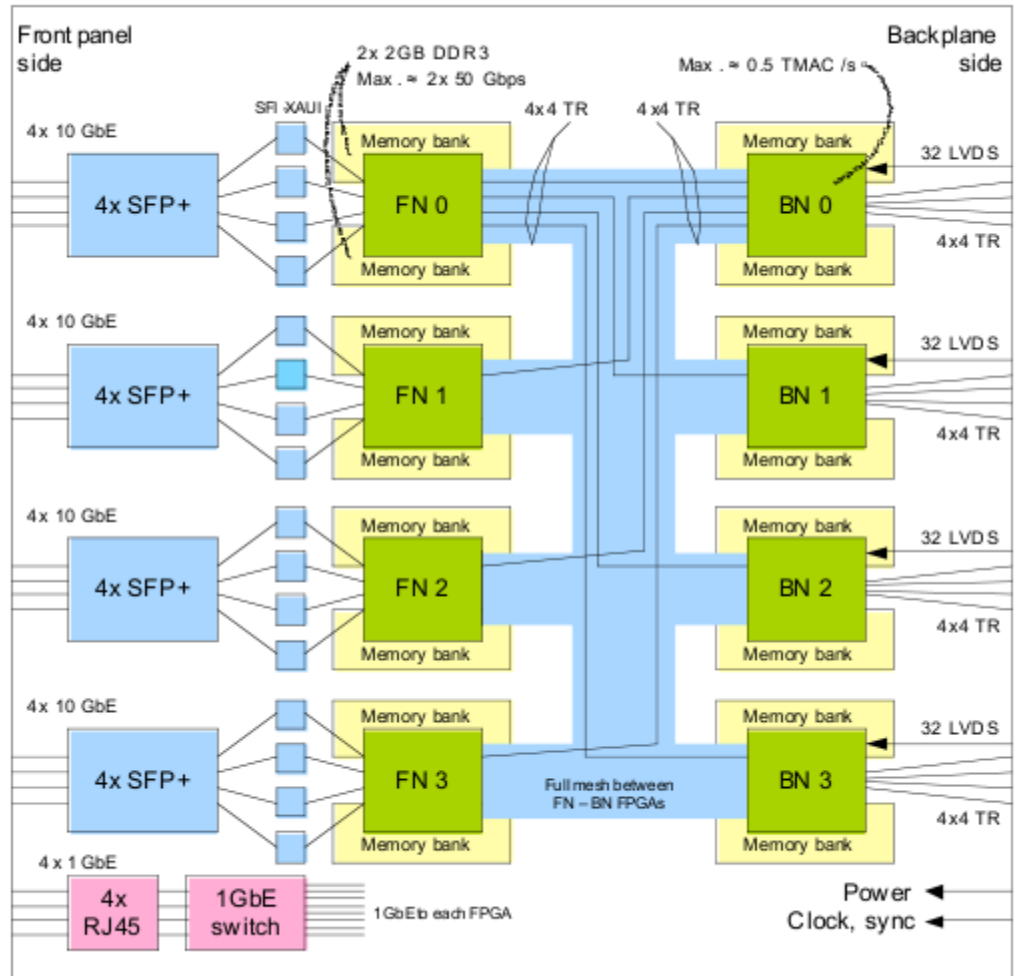 Front panel
side
Backplane
side
2x 2GB DDR3
Max . ≈ 2x 50 Gbps
Max . ≈ 0.5 TMAC /s
SFI -XAUI
4x4 TR
4x4 TR
4x 10 GbE
4x SFP+
Memory bank
FN 0
Memory bank
Memory bank
BN 0
Memory bank
32 LVDS
4x4 TR
4x 10 GbE
4x SFP+
Memory bank
FN 1
Memory bank
Memory bank
BN 1
Memory bank
32 LVDS
4x4 TR
4x 10 GbE
4x SFP+
Memory bank
FN 2
Memory bank
Memory bank
BN 2
Memory bank
32 LVDS
4x4 TR
4x 10 GbE
4x SFP+
Memory bank
FN 3
Memory bank
Full mesh between
FN – BN FPGAs
Memory bank
BN 3
Memory bank
32 LVDS
4x4 TR
4 x 1 GbE
4x
RJ45
1GbE
switch
1GbE to each FPGA
Power
Clock, sync